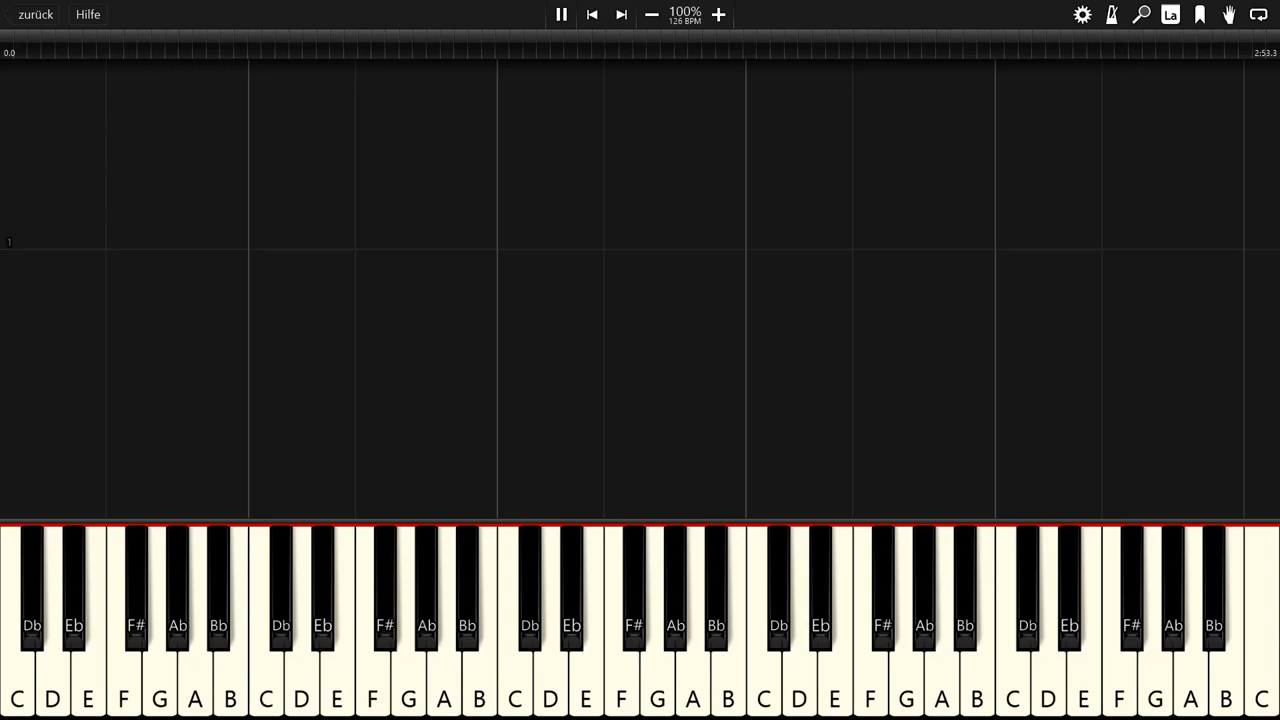 zurück Hilfe 100% La
126 BPM
0.0 2:53.3
1
Db Eb F# Ab Bb Db Eb F# Ab Bb Db Eb F# Ab Bb Db Eb F# Ab Bb Db Eb F# Ab Bb
C D E F G A B C D E F G A B C D E F G A B C D E F G A B C D E F G A B C